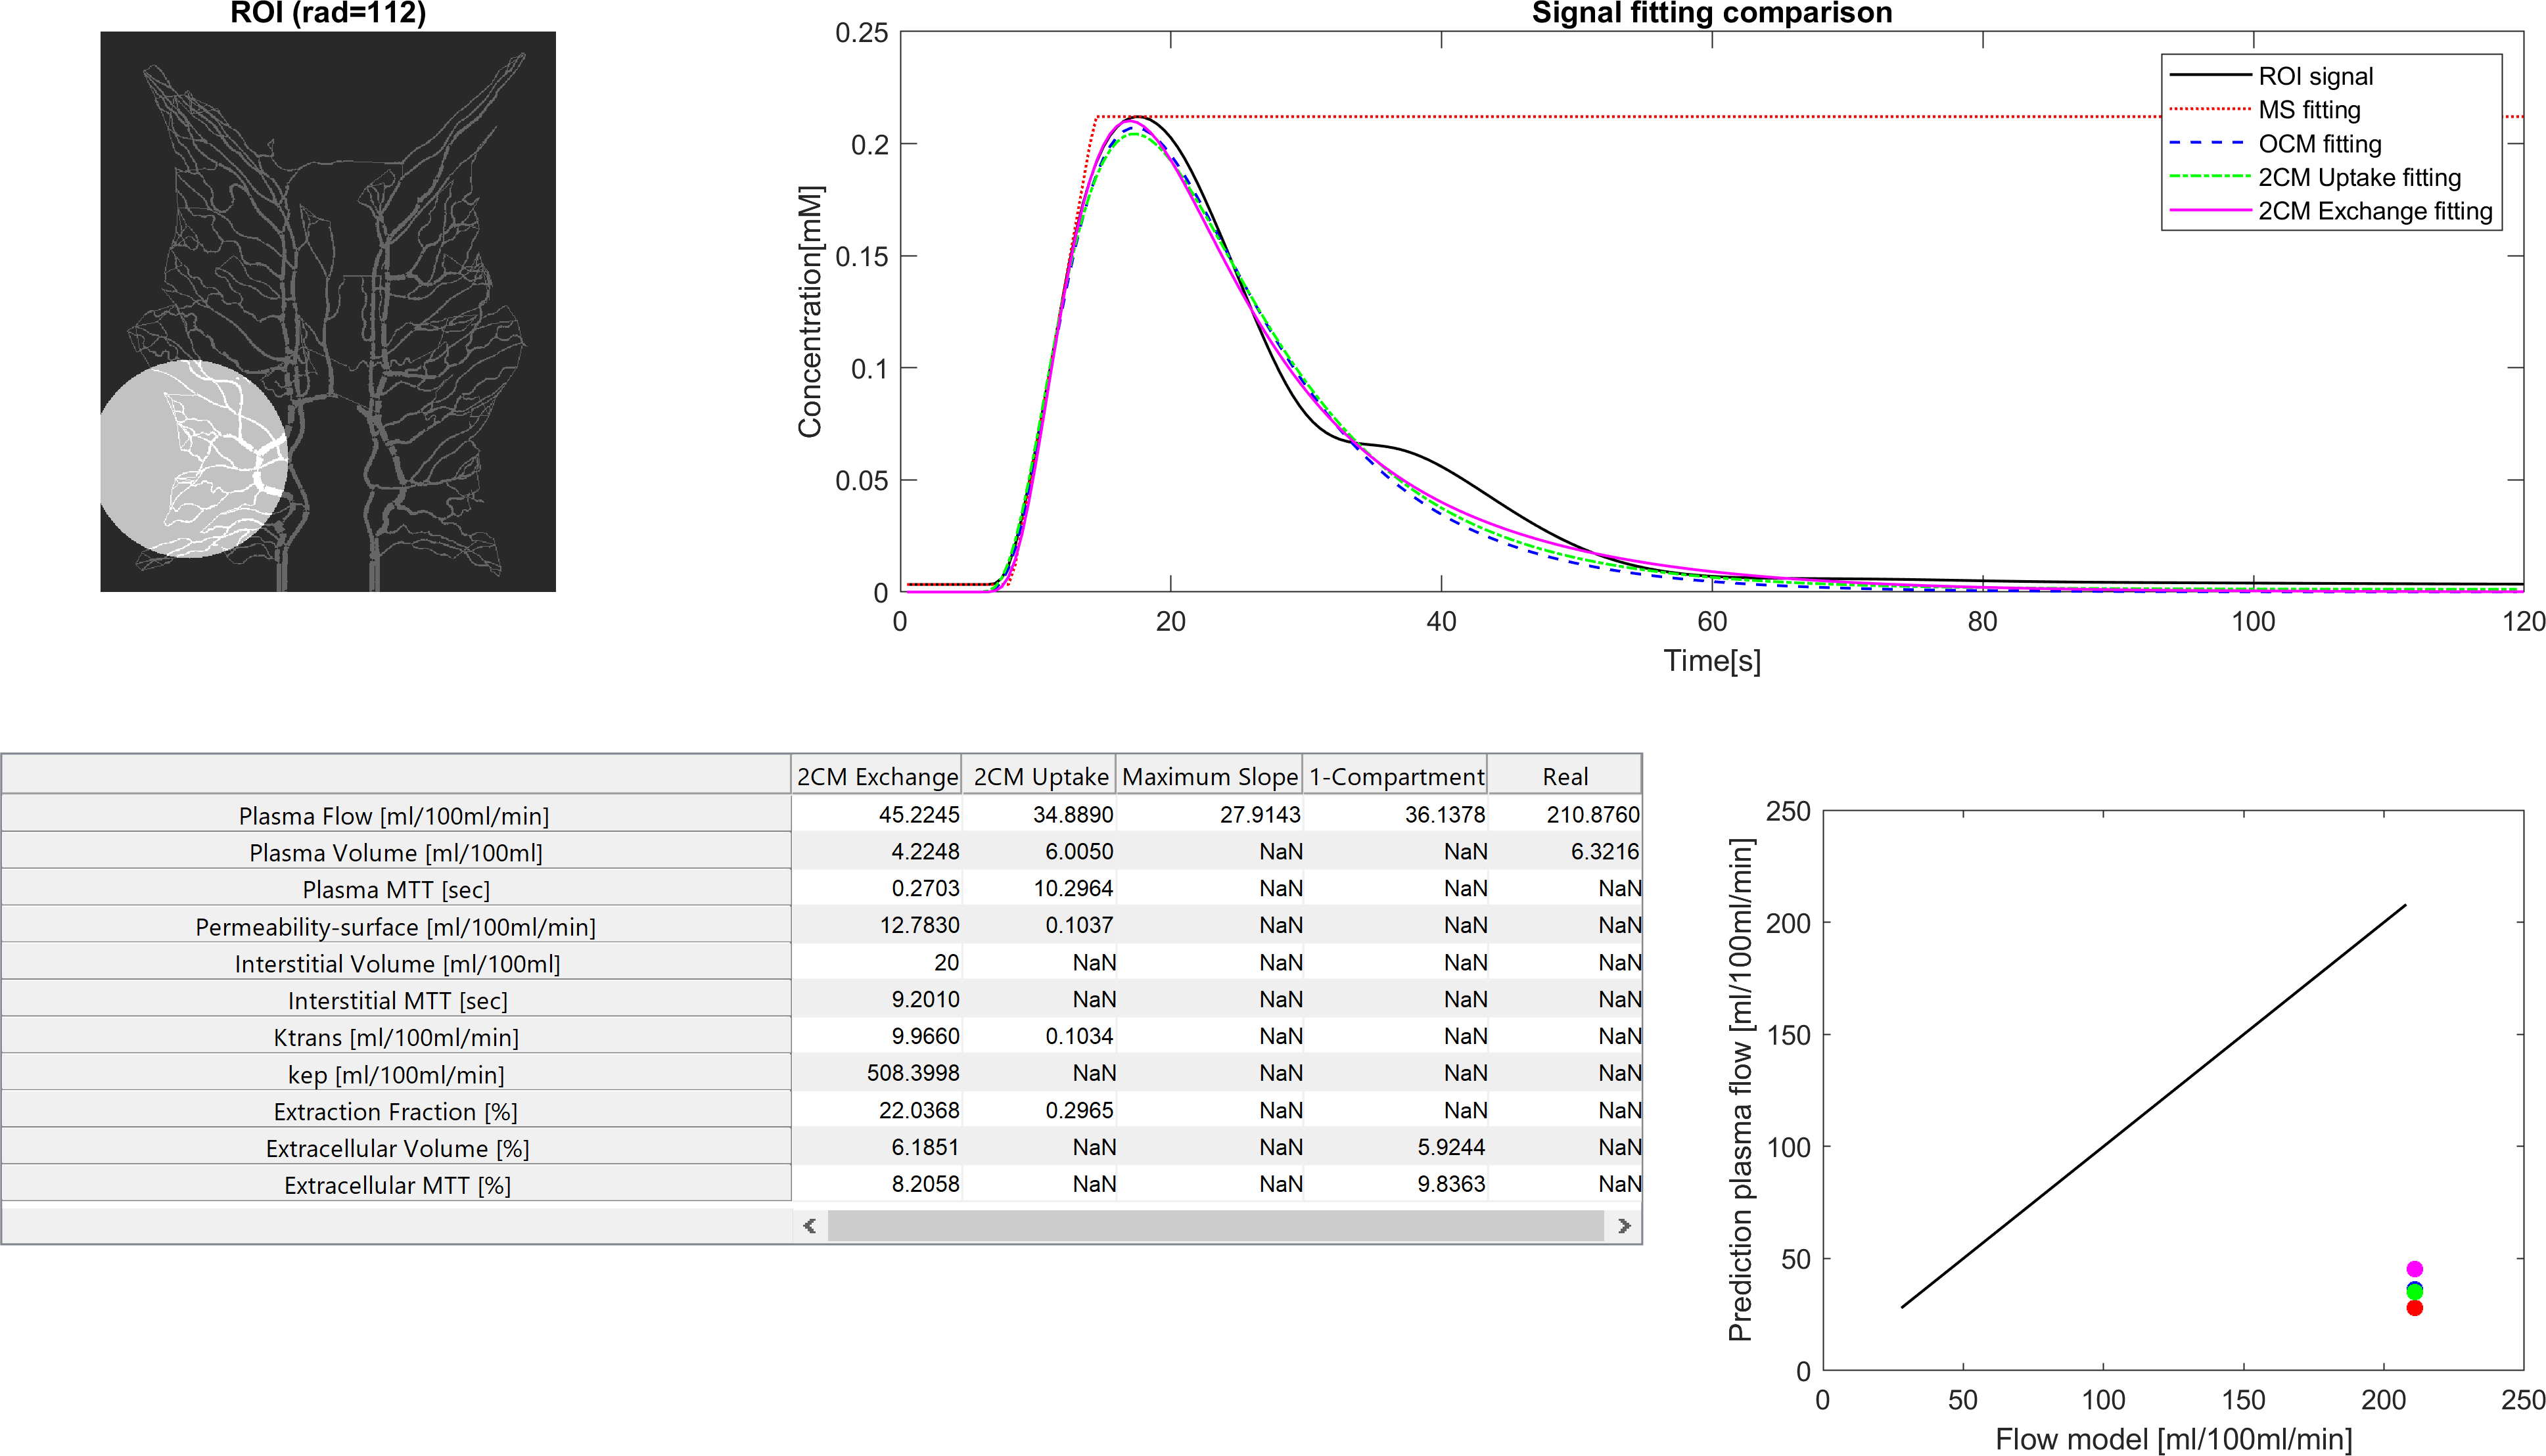 ROI (rad=112)
Signal fitting comparison
0.25
0.2
0.15
0.1
0.05
0
Concentration[mM]
0 20 40 60 80 100 120
Time[s]
ROI signal
MS fitting
OCM fitting
2CM Uptake fitting
2CM Exchange fitting
2CM Exchange 2CM Uptake Maximum Slope 1-Compartment Real
Plasma Flow [ml/100ml/min] 45.2245 34.8890 27.9143 36.1378 210.8760
Plasma Volume [ml/100ml] 4.2248 6.0050 NaN NaN 6.3216
Plasma MTT [sec] 0.2703 10.2964 NaN NaN NaN
Permeability-surface [ml/100ml/min] 12.7830 0.1037 NaN NaN NaN
Interstitial Volume [ml/100ml] 20 NaN NaN NaN NaN
Interstitial MTT [sec] 9.2010 NaN NaN NaN NaN
Ktrans [ml/100ml/min] 9.9660 0.1034 NaN NaN NaN
kep [ml/100ml/min] 508.3998 NaN NaN NaN NaN
Extraction Fraction [%] 22.0368 0.2965 NaN NaN NaN
Extracellular Volume [%] 6.1851 NaN NaN 5.9244 NaN
Extracellular MTT [%] 8.2058 NaN NaN 9.8363 NaN
250
200
150
100
50
0
Prediction plasma flow [ml/100ml/min]
0 50 100 150 200 250
Flow model [ml/100ml/min]